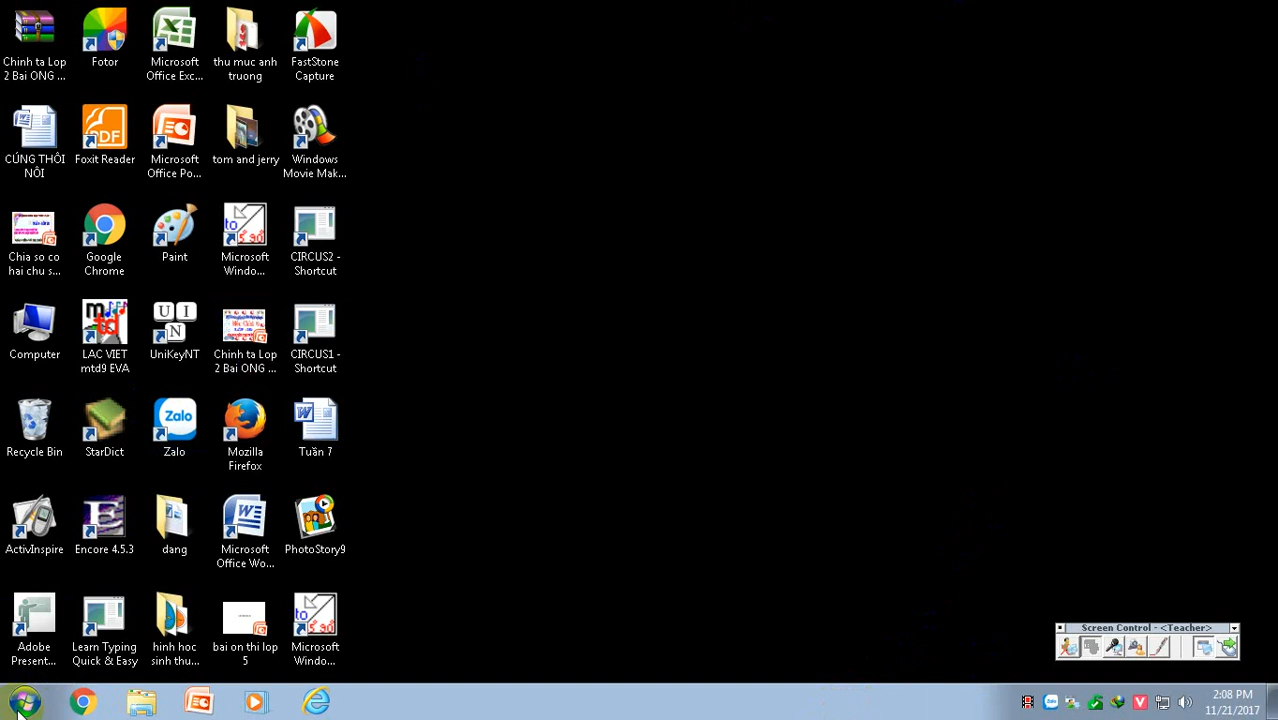 Chinh ta Lop
2 Bai ONG ...
Fotor
Microsoft
Office Exc...
thu muc anh
truong
FastStone
Capture
CÚNG THÔI
NÔI
PDF
Foxit Reader
Microsoft
Office Po...
tom and jerry
Windows
Movie Mak...
Chia so co
hai chu s...
Google
Chrome
Paint
to
Microsoft
Windo...
CIRCUS2 -
Shortcut
Computer
m
td
LAC VIET
mtd9 EVA
U I
N
UniKeyNT
Chinh ta Lop
2 Bai ONG ...
CIRCUS1 -
Shortcut
Recycle Bin
StarDict
Zalo
Zalo
Mozilla
Firefox
W
Tuần 7
ActivInspire
E
Encore 4.5.3
dang
W
Microsoft
Office Wo...
PhotoStory9
Adobe
Present...
Learn Typing
Quick & Easy
hinh hoc
sinh thu...
bai on thi lop
5
to
Microsoft
Windo...
Screen Control - <Teacher>
2:08 PM
11/21/2017